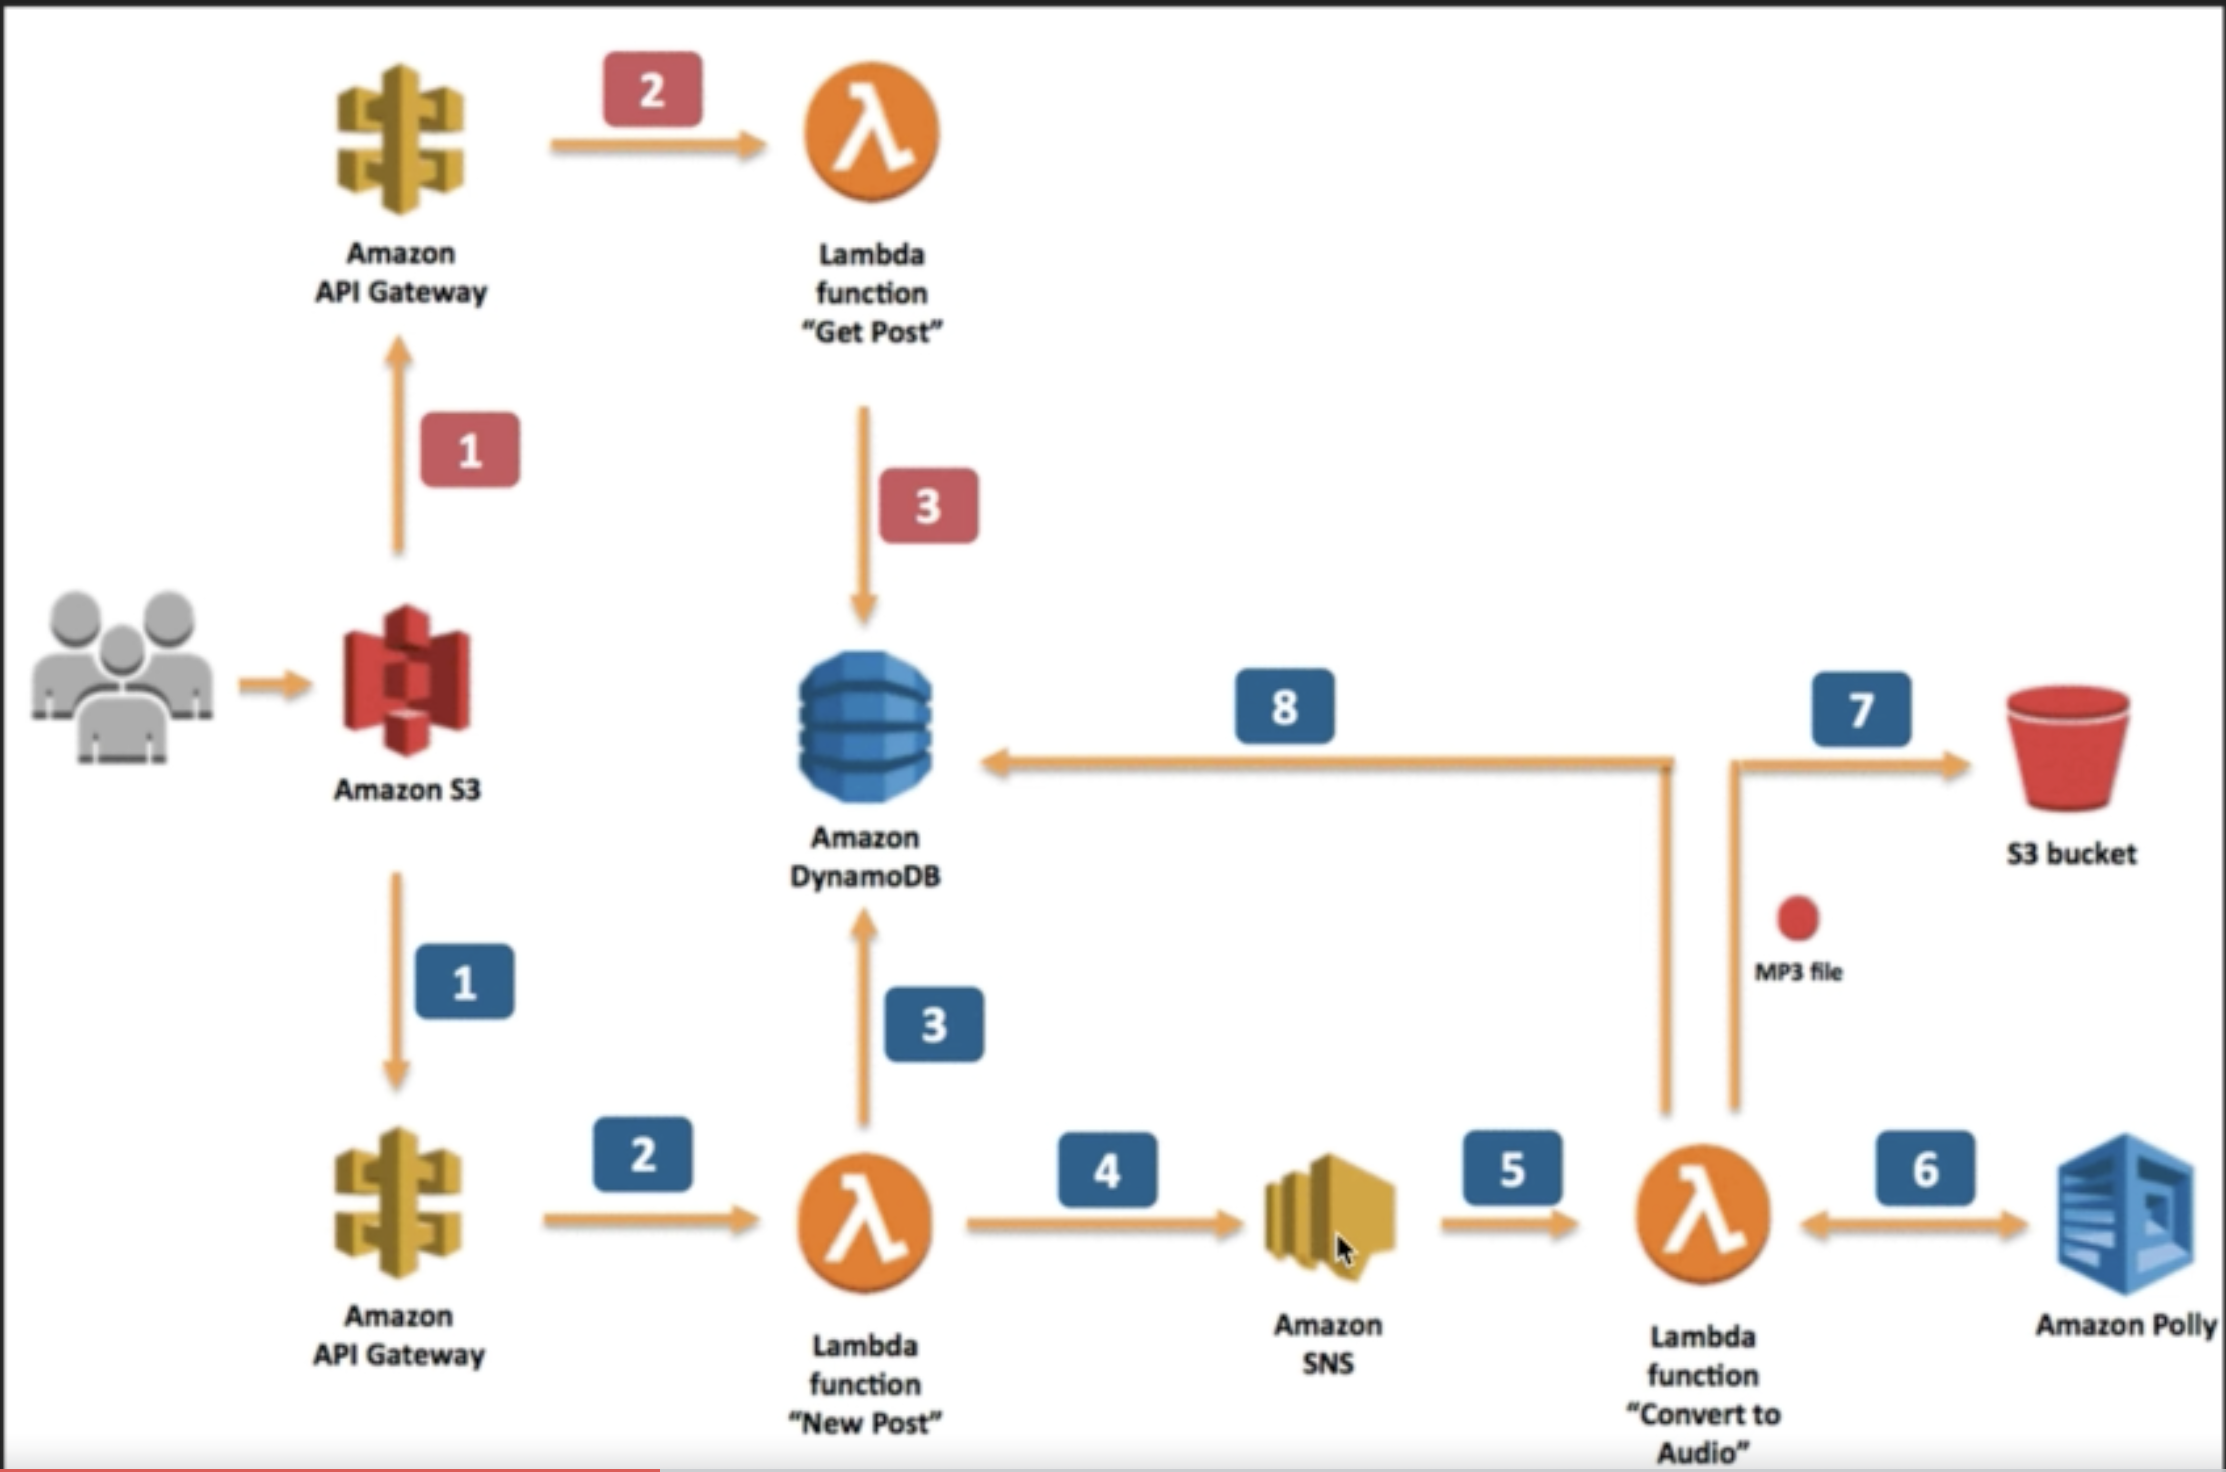 2
Amazon
API Gateway
Lambda
function
“Get Post”
1
3
Amazon S3
8
7
Amazon
DynamoDB
S3 bucket
MP3 file
1
3
2
4
5
6
Amazon
API Gateway
Lambda
function
“New Post”
Amazon
SNS
Lambda
function
“Convert to
Audio”
Amazon Polly